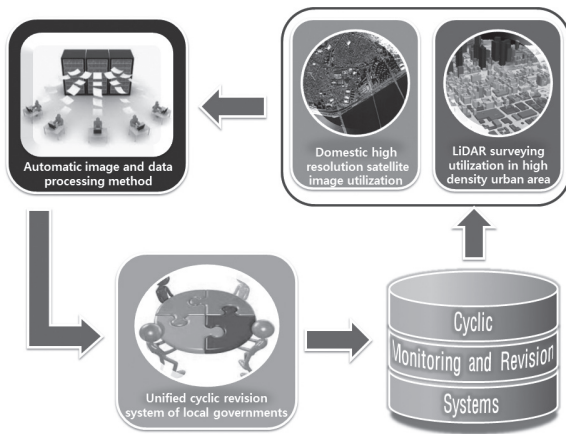 Automatic image and data
processing method
Domestic high
resolution satellite
image utilization
LiDAR surveying
utilization in high
density urban area
Unified cyclic revision
system of local governments
Cyclic
Monitoring and Revision
Systems